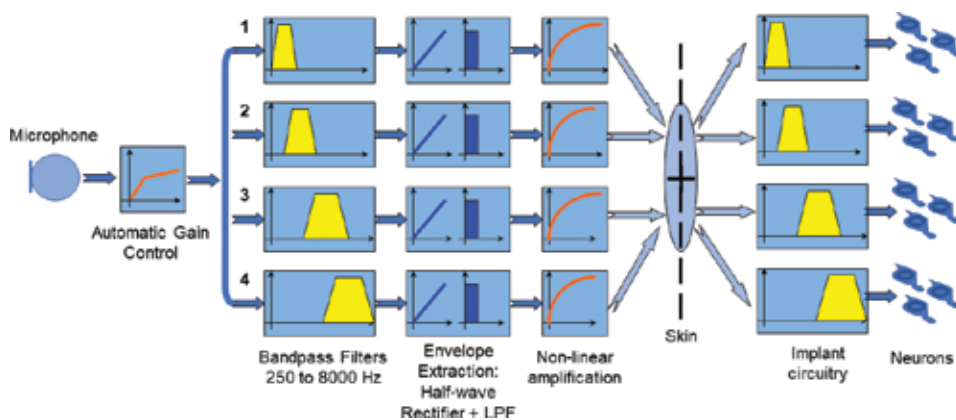 1
2
3
4
Microphone
Automatic Gain
Control
Bandpass Filters
250 to 8000 Hz
Envelope
Extraction:
Half-wave
Rectifier + LPF
Non-linear
amplification
Skin
Implant
circuitry
Neurons